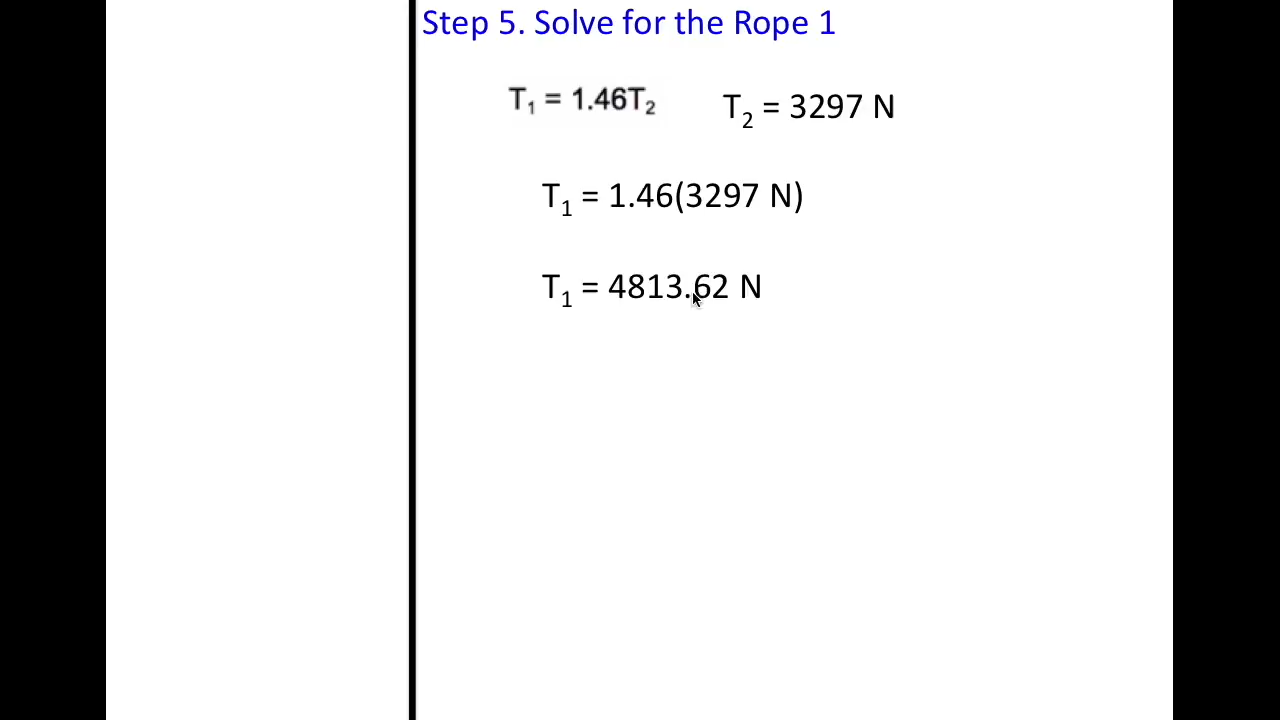 Step 5. Solve for the Rope 1
T₁ = 1.46T₂ T₂ = 3297 N
T₁ = 1.46(3297 N)
T₁ = 4813.62 N